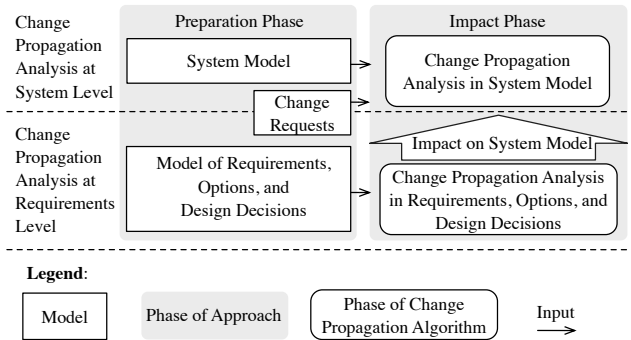 Change
Propagation
Analysis at
System Level
Preparation Phase
Impact Phase
System Model
Change Propagation
Analysis in System Model
Change
Requests
Change
Propagation
Analysis at
Requirements
Level
Model of Requirements,
Options, and
Design Decisions
Impact on System Model
Change Propagation Analysis
in Requirements, Options, and
Design Decisions
Legend:
Model
Phase of Approach
Phase of Change
Propagation Algorithm
Input